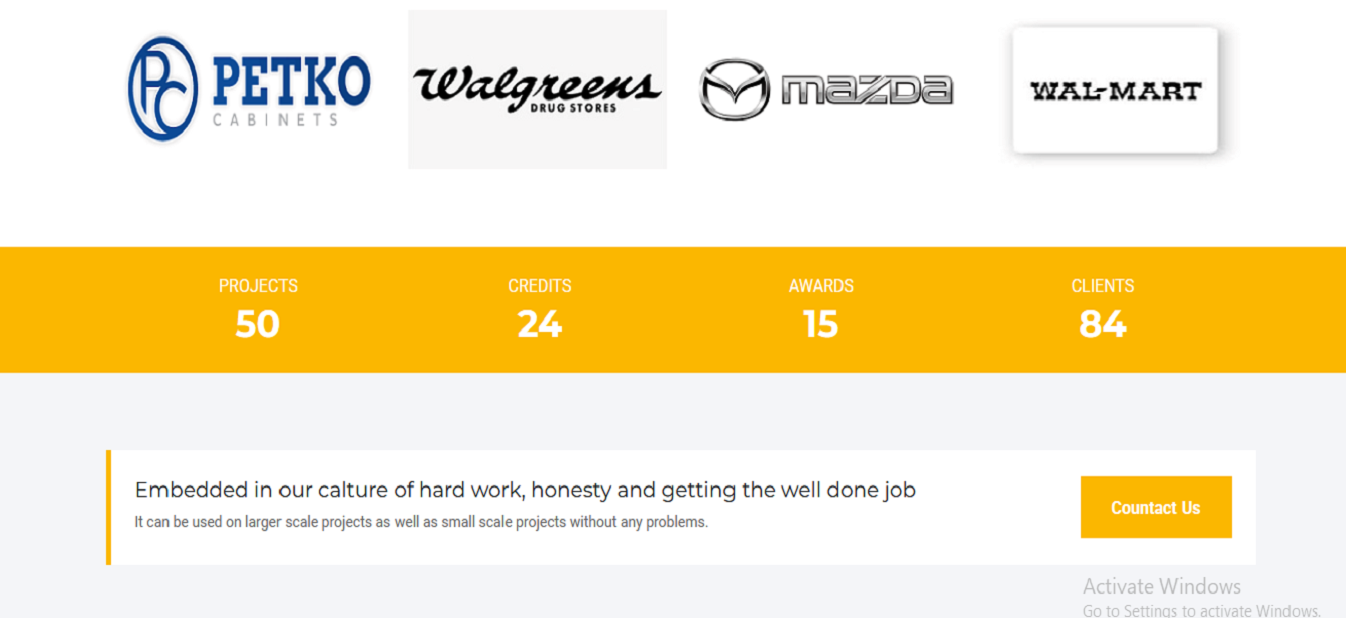 PC PETKO
CABINETS
Walgreens
DRUG STORES
mazda
WAL-MART
PROJECTS CREDITS AWARDS CLIENTS
50 24 15 84
Embedded in our calture of hard work, honesty and getting the well done job
It can be used on larger scale projects as well as small scale projects without any problems.
Countact Us
Activate Windows
Go to Settings to activate Windows.